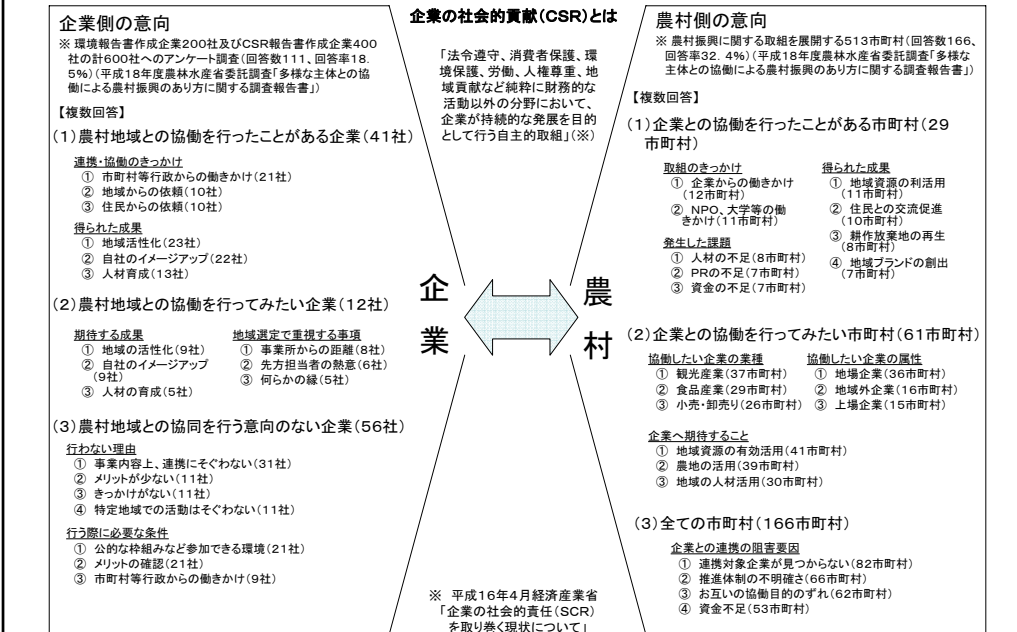 企業側の意向
※ 環境報告書作成企業200社及びCSR報告書作成企業400
社の計600社へのアンケート調査(回答数111、回答率18.
5%)(平成18年度農林水産省委託調査「多様な主体との協
働による農村振興のあり方に関する調査報告書」)
【複数回答】
(1)農村地域との協働を行ったことがある企業(41社)
連携・協働のきっかけ
① 市町村等行政からの働きかけ(21社)
② 地域からの依頼(10社)
③ 住民からの依頼(10社)
得られた成果
① 地域活性化(23社)
② 自社のイメージアップ(22社)
③ 人材育成(13社)
(2)農村地域との協働を行ってみたい企業(12社)
期待する成果
① 地域の活性化(9社)
② 自社のイメージアップ
(9社)
③ 人材の育成(5社)
地域選定で重視する事項
① 事業所からの距離(8社)
② 先方担当者の熱意(6社)
③ 何らかの縁(5社)
(3)農村地域との協同を行う意向のない企業(56社)
行わない理由
① 事業内容上、連携にそぐわない(31社)
② メリットが少ない(11社)
③ きっかけがない(11社)
④ 特定地域での活動はそぐわない(11社)
行う際に必要な条件
① 公的な枠組みなど参加できる環境(21社)
② メリットの確認(21社)
③ 市町村等行政からの働きかけ(9社)
企業の社会的貢献(CSR)とは
「法令遵守、消費者保護、環
境保護、労働、人権尊重、地
域貢献など純粋に財務的な
活動以外の分野において、
企業が持続的な発展を目的
として行う自主的取組」(※)
企業
農村
※ 平成16年4月経済産業省
「企業の社会的責任(SCR)
を取り巻く現状について」
農村側の意向
※ 農村振興に関する取組を展開する513市町村(回答数166、
回答率32. 4%)(平成18年度農林水産省委託調査「多様な
主体との協働による農村振興のあり方に関する調査報告書」)
【複数回答】
(1)企業との協働を行ったことがある市町村(29
市町村)
取組のきっかけ
① 企業からの働きかけ
(12市町村)
② NPO、大学等の働
きかけ(11市町村)
発生した課題
① 人材の不足(8市町村)
② PRの不足(7市町村)
③ 資金の不足(7市町村)
得られた成果
① 地域資源の利活用
(11市町村)
② 住民との交流促進
(10市町村)
③ 耕作放棄地の再生
(8市町村)
④ 地域ブランドの創出
(7市町村)
(2)企業との協働を行ってみたい市町村(61市町村)
協働したい企業の業種
① 観光産業(37市町村)
② 食品産業(29市町村)
③ 小売・卸売り(26市町村)
協働したい企業の属性
① 地場企業(36市町村)
② 地域外企業(16市町村)
③ 上場企業(15市町村)
企業へ期待すること
① 地域資源の有効活用(41市町村)
② 農地の活用(39市町村)
③ 地域の人材活用(30市町村)
(3)全ての市町村(166市町村)
企業との連携の阻害要因
① 連携対象企業が見つからない(82市町村)
② 推進体制の不明確さ(66市町村)
③ お互いの協働目的のずれ(62市町村)
④ 資金不足(53市町村)